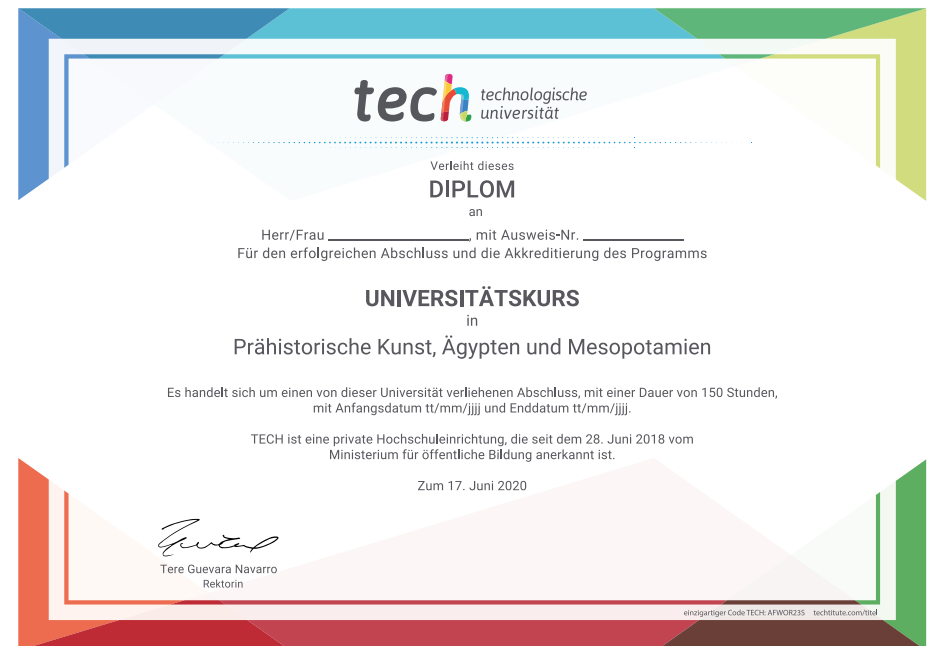 tech technologische
universität
Verleiht dieses
DIPLOM
an
Herr/Frau ____________, mit Ausweis-Nr. ____________
Für den erfolgreichen Abschluss und die Akkreditierung des Programms
UNIVERSITÄTSKURS
in
Prähistorische Kunst, Ägypten und Mesopotamien
Es handelt sich um einen von dieser Universität verliehenen Abschluss, mit einer Dauer von 150 Stunden,
mit Anfangsdatum tt/mm/jjjj und Enddatum tt/mm/jjjj.
TECH ist eine private Hochschuleinrichtung, die seit dem 28. Juni 2018 vom
Ministerium für öffentliche Bildung anerkannt ist.
Zum 17. Juni 2020
Tere Guevara Navarro
Rektorin
einzigartiger Code TECH: AFWOR23S techtitute.com/titel